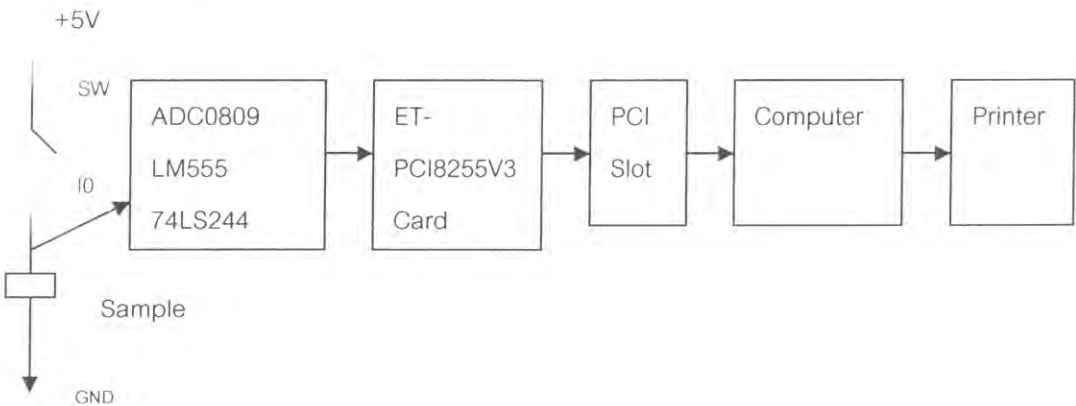 +5V
SW
I0
Sample
GND
ADC0809
LM555
74LS244
ET-
PCI8255V3
Card
PCI
Slot
Computer
Printer